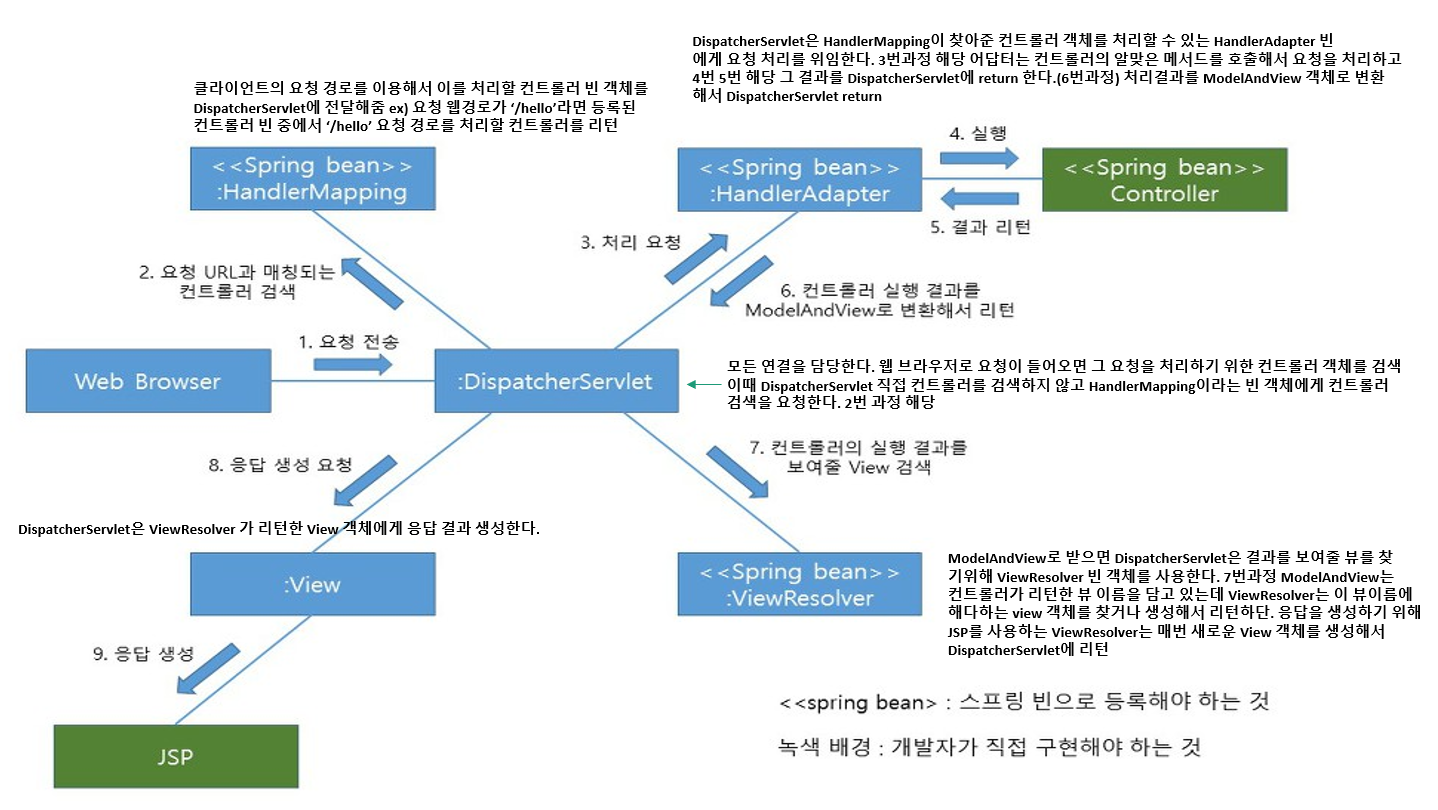 DispatcherServlet은 HandlerMapping이 찾아준 컨트롤러 객체를 처리할 수 있는 HandlerAdapter 빈
에게 요청 처리를 위임한다. 3번과정 해당 어답터는 컨트롤러의 알맞은 메서드를 호출해서 요청을 처리하고
4번 5번 해당 그 결과를 DispatcherServlet에 return 한다.(6번과정) 처리결과를 ModelAndView 객체로 변환
해서 DispatcherServlet return
클라이언트의 요청 경로를 이용해서 이를 처리할 컨트롤러 빈 객체를
DispatcherServlet에 전달해줌 ex) 요청 웹경로가 ‘/hello’라면 등록된
컨트롤러 빈 중에서 ‘/hello’ 요청 경로를 처리할 컨트롤러를 리턴
<<Spring bean>>
:HandlerMapping
<<Spring bean>>
:HandlerAdapter
4. 실행
<<Spring bean>>
Controller
5. 결과 리턴
3. 처리 요청
2. 요청 URL과 매칭되는
컨트롤러 검색
6. 컨트롤러 실행 결과를
ModelAndView로 변환해서 리턴
1. 요청 전송
Web Browser
:DispatcherServlet
모든 연결을 담당한다. 웹 브라우저로 요청이 들어오면 그 요청을 처리하기 위한 컨트롤러 객체를 검색
이때 DispatcherServlet 직접 컨트롤러를 검색하지 않고 HandlerMapping이라는 빈 객체에게 컨트롤러
검색을 요청한다. 2번 과정 해당
8. 응답 생성 요청
7. 컨트롤러의 실행 결과를
보여줄 View 검색
DispatcherServlet은 ViewResolver 가 리턴한 View 객체에게 응답 결과 생성한다.
:View
<<Spring bean>>
:ViewResolver
ModelAndView로 받으면 DispatcherServlet은 결과를 보여줄 뷰를 찾
기위해 ViewResolver 빈 객체를 사용한다. 7번과정 ModelAndView는
컨트롤러가 리턴한 뷰 이름을 담고 있는데 ViewResolver는 이 뷰이름에
해다하는 view 객체를 찾거나 생성해서 리턴하단. 응답을 생성하기 위해
JSP를 사용하는 ViewResolver는 매번 새로운 View 객체를 생성해서
DispatcherServlet에 리턴
9. 응답 생성
JSP
<<spring bean> : 스프링 빈으로 등록해야 하는 것
녹색 배경 : 개발자가 직접 구현해야 하는 것